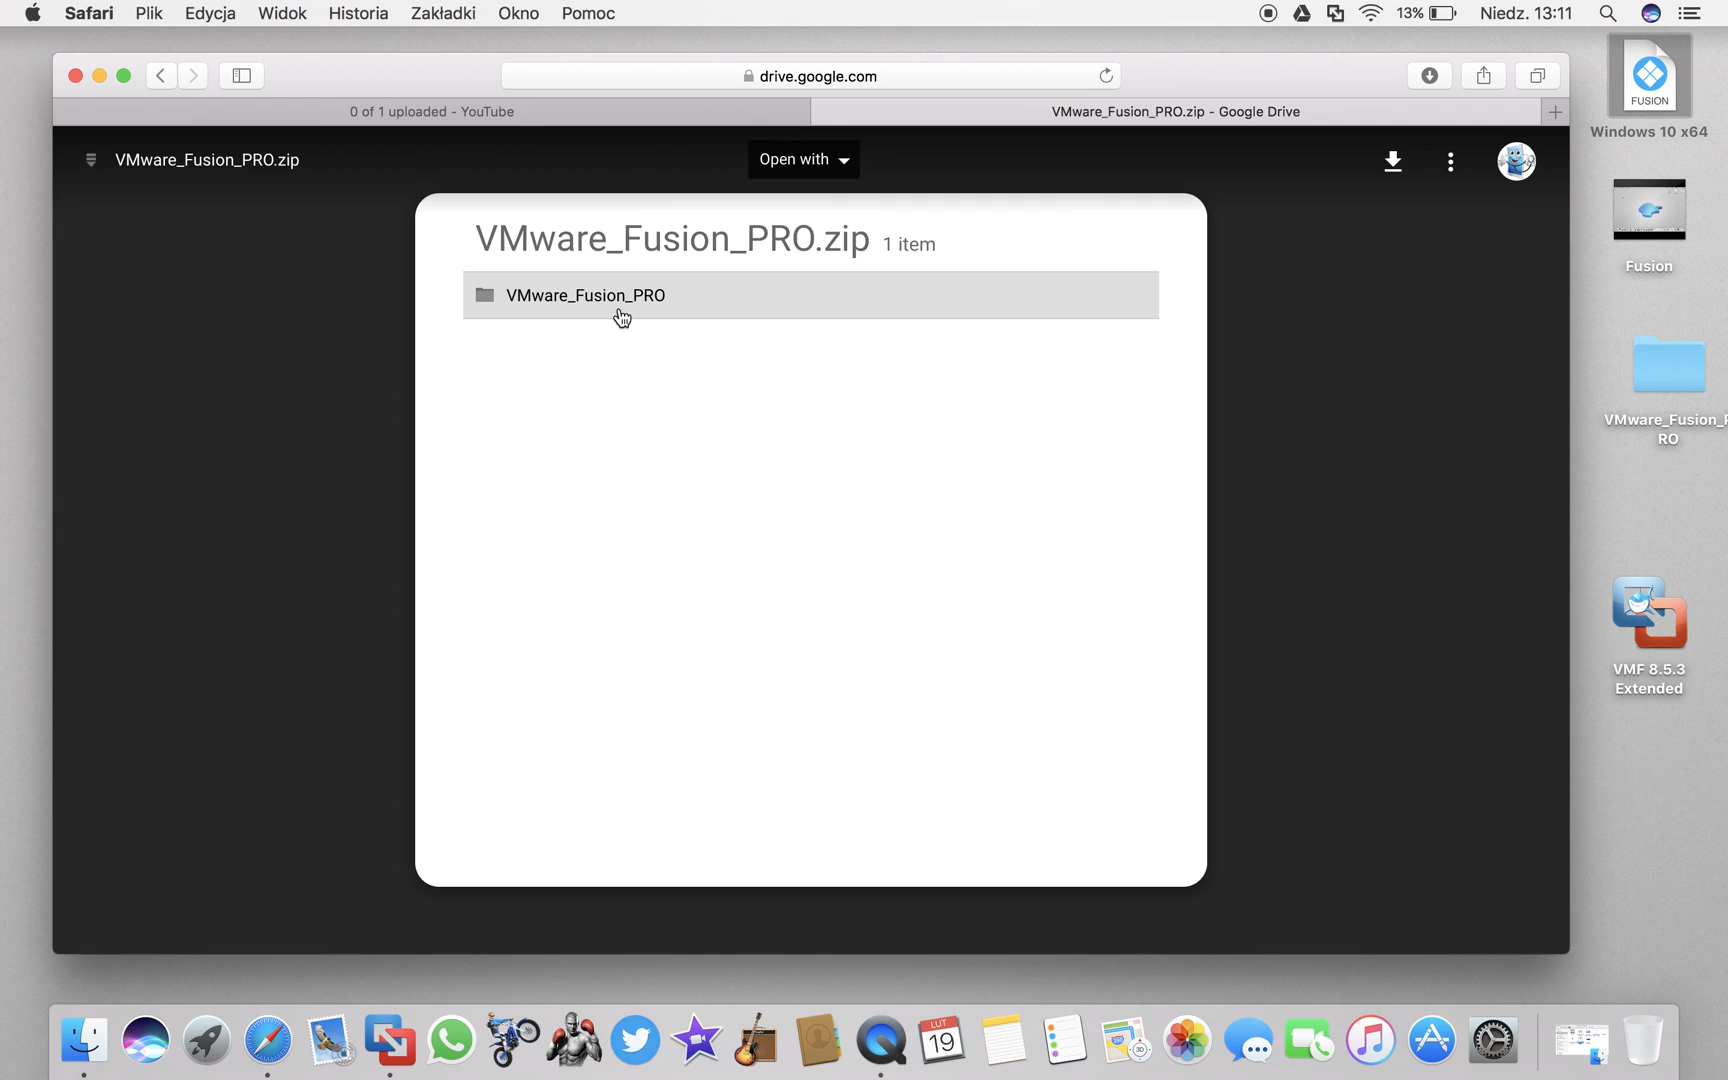 Safari Plik Edycja Widok Historia Zakładki Okno Pomoc 13% Niedz. 13:11
drive.google.com
0 of 1 uploaded - YouTube VMware_Fusion_PRO.zip - Google Drive
VMware_Fusion_PRO.zip Open with
VMware_Fusion_PRO.zip 1 item
VMware_Fusion_PRO
FUSION
Windows 10 x64
Fusion
VMware_Fusion_P
RO
VMF 8.5.3
Extended
LUT
19